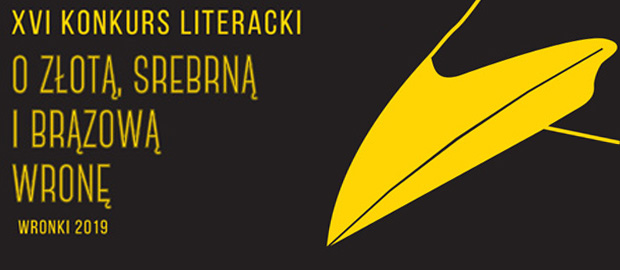 XVI KONKURS LITERACKI
O ZŁOTĄ, SREBRNĄ
I BRĄZOWĄ
WRONĘ
WRONKI 2019